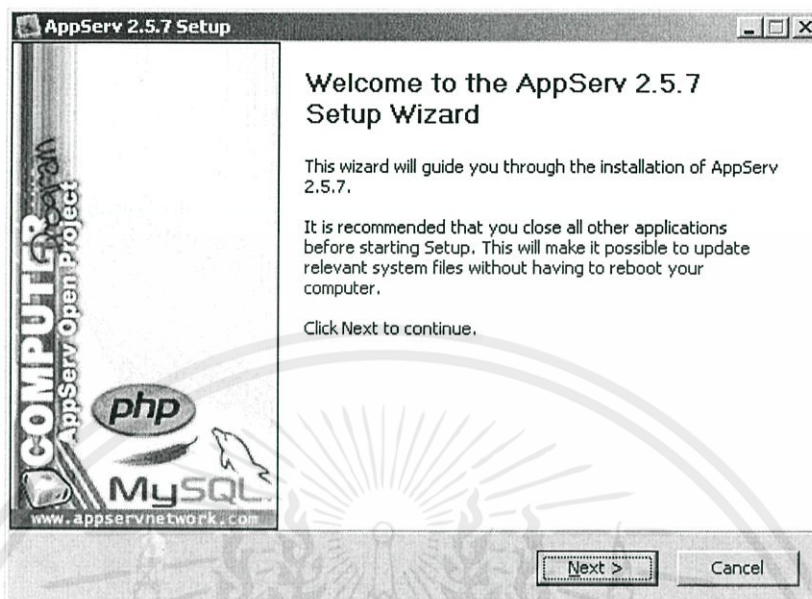 AppServ 2.5.7 Setup
Welcome to the AppServ 2.5.7
Setup Wizard
This wizard will guide you through the installation of AppServ
2.5.7.
It is recommended that you close all other applications
before starting Setup. This will make it possible to update
relevant system files without having to reboot your
computer.
Click Next to continue.
COMPUTER
Program
AppServ Open Project
php
MySQL
www.appservnetwork.com
Next >
Cancel